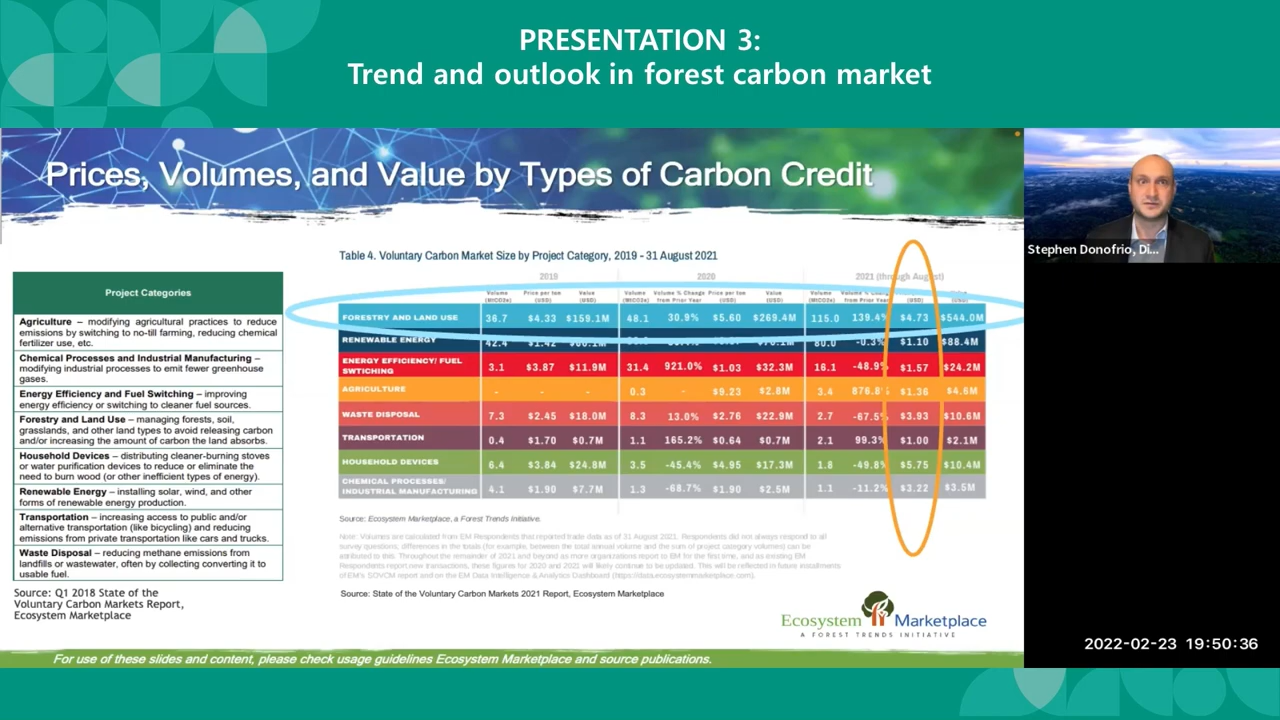 PRESENTATION 3:
Trend and outlook in forest carbon market
Prices, Volumes, and Value by Types of Carbon Credit
Stephen Donofrio, Di...
Project Categories
Agriculture – modifying agricultural practices to reduce
emissions by switching to no-till farming, reducing chemical
fertilizer use, etc.
Chemical Processes and Industrial Manufacturing –
modifying industrial processes to emit fewer greenhouse
gases.
Energy Efficiency and Fuel Switching – improving
energy efficiency or switching to cleaner fuel sources.
Forestry and Land Use – managing forests, soil,
grasslands, and other land types to avoid releasing carbon
and/or increasing the amount of carbon the land absorbs.
Household Devices – distributing cleaner-burning stoves
or water purification devices to reduce or eliminate the
need to burn wood (or other inefficient types of energy).
Renewable Energy – installing solar, wind, and other
forms of renewable energy production.
Transportation – increasing access to public and/or
alternative transportation (like bicycling) and reducing
emissions from private transportation like cars and trucks.
Waste Disposal – reducing methane emissions from
landfills or wastewater, often by collecting converting it to
usable fuel.
Source: Q1 2018 State of the
Voluntary Carbon Markets Report,
Ecosystem Marketplace
Table 4. Voluntary Carbon Market Size by Project Category, 2019 - 31 August 2021
2019 2020 2021 (through August)
Volume Price per ton Value Volume Volume % Change Price per ton Value Volume
(MtCO2e) (USD) (USD) (MtCO2e) from Prior Year (USD) (USD) (MtCO2e) from Prior Year (USD) (USD)
FORESTRY AND LAND USE 36.7 $4.33 $159.1M 48.1 30.9% $5.60 $269.4M 115.0 139.4% $4.73 $544.0M
RENEWABLE ENERGY 42.4 $1.42 $60.1M 80.0 -0.3% $1.10 $88.4M
ENERGY EFFICIENCY/ FUEL
SWTICHING 3.1 $3.87 $11.9M 31.4 921.0% $1.03 $32.3M 16.1 -48.9% $1.57 $24.2M
AGRICULTURE - - - 0.3 - $9.23 $2.8M 3.4 876.8% $1.36 $4.6M
WASTE DISPOSAL 7.3 $2.45 $18.0M 8.3 13.0% $2.76 $22.9M 2.7 -67.5% $3.93 $10.6M
TRANSPORTATION 0.4 $1.70 $0.7M 1.1 165.2% $0.64 $0.7M 2.1 99.3% $1.00 $2.1M
HOUSEHOLD DEVICES 6.4 $3.84 $24.8M 3.5 -45.4% $4.95 $17.3M 1.8 -49.8% $5.75 $10.4M
CHEMICAL PROCESSES/
INDUSTRIAL MANUFACTURING 4.1 $1.90 $7.7M 1.3 -68.7% $1.90 $2.5M 1.1 -11.2% $3.22 $3.5M
Source: Ecosystem Marketplace, a Forest Trends Initiative.
Note: Volumes are calculated from EM Respondents that reported trade data as of 31 August 2021. Respondents did not always respond to all
survey questions, differences in the totals (for example, between the total annual volume and the sum of project category volumes) can be
attributed to this. Throughout the remainder of 2021 and beyond as more organizations report to EM for the first time, and as existing EM
Respondents report new transactions, these figures for 2020 and 2021 will likely continue to be updated. This will be reflected in future installments
of EM's SOVCM report and on the EM Data Intelligence & Analytics Dashboard (https://data.ecosystemmarketplace.com).
Source: State of the Voluntary Carbon Markets 2021 Report, Ecosystem Marketplace
Ecosystem Marketplace
A FOREST TRENDS INITIATIVE
2022-02-23 19:50:36
For use of these slides and content, please check usage guidelines Ecosystem Marketplace and source publications.